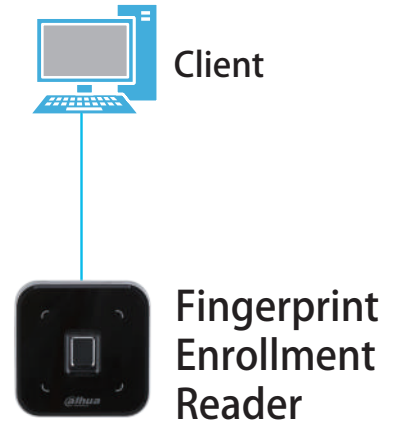 Client
Fingerprint
Enrollment
Reader
alhua